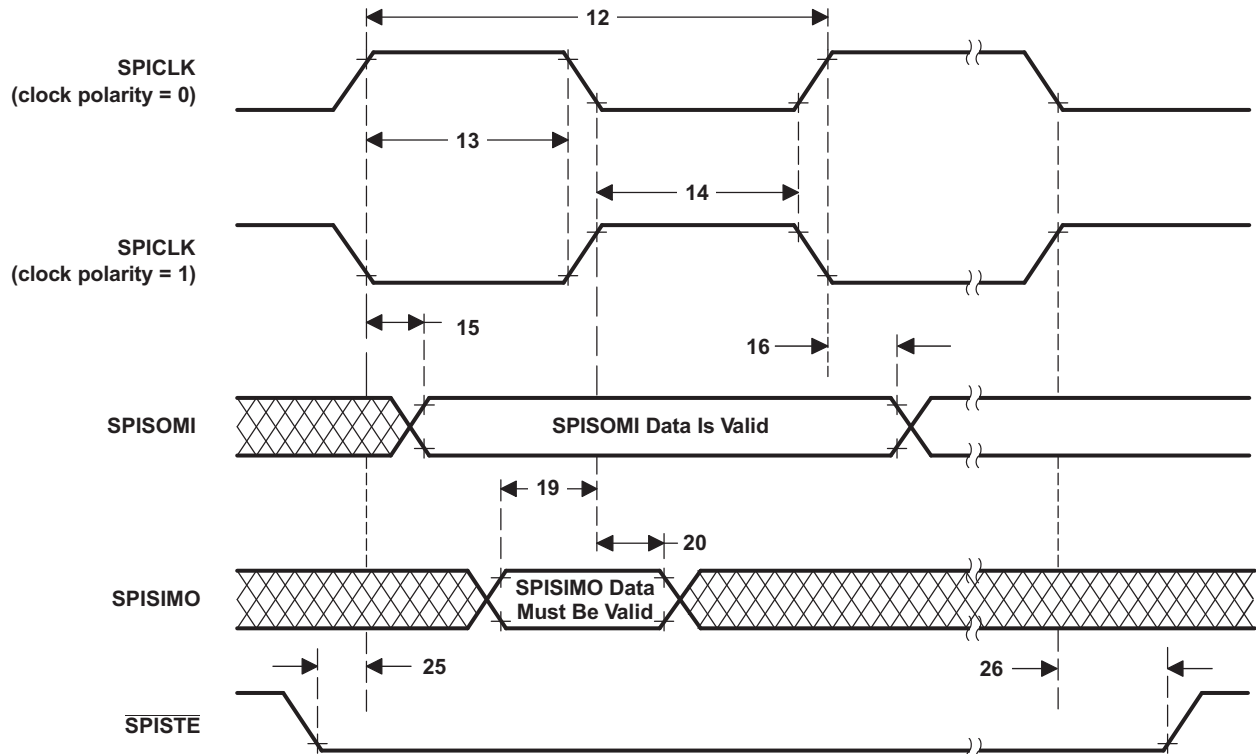 12
SPICLK
(clock polarity = 0)
13
14
SPICLK
(clock polarity = 1)
15
16
SPISOMI
SPISOMI Data Is Valid
19
20
SPISIMO
SPISIMO Data
Must Be Valid
25
26
SPISTE